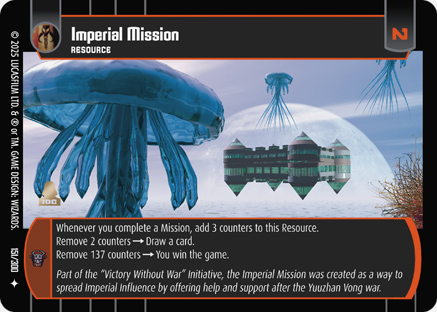 Imperial Mission
RESOURCE
N
© 2025 LUCASFILM LTD. & ® or TM. GAME DESIGN: WIZARDS.
151/300
IDC
Whenever you complete a Mission, add 3 counters to this Resource.
Remove 2 counters → Draw a card.
Remove 137 counters → You win the game.
Part of the “Victory Without War” Initiative, the Imperial Mission was created as a way to
spread Imperial Influence by offering help and support after the Yuuzhan Vong war.